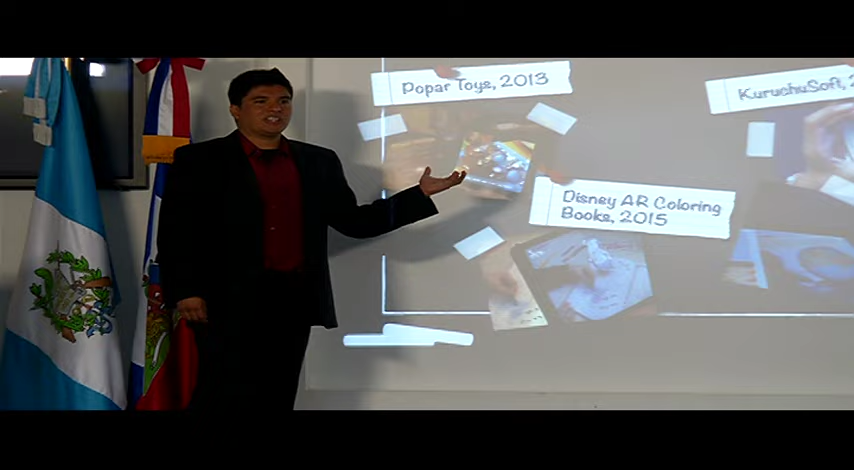 Popar Toys, 2013
KuruchuSoft,
Disney AR Coloring
Books, 2015